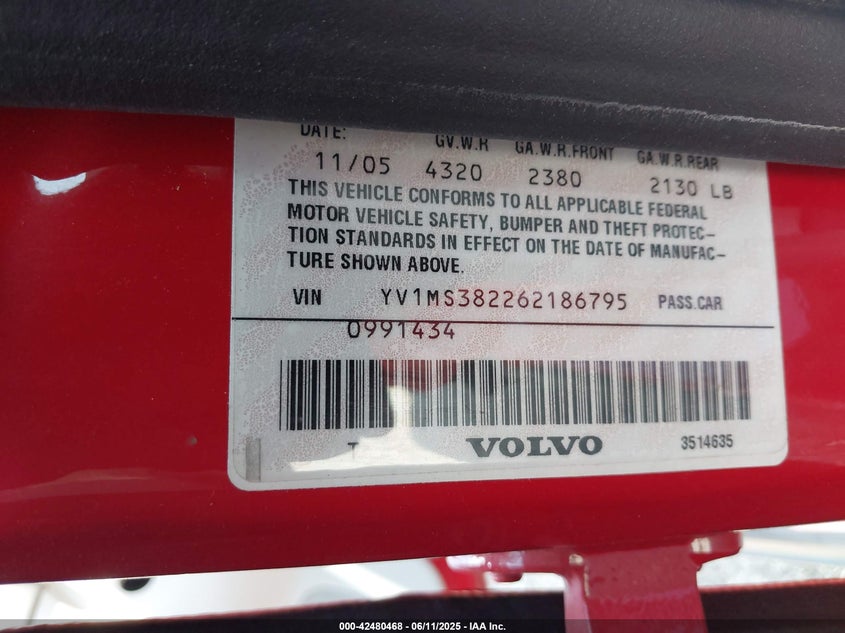 DATE: GV.W.R GA.W.R.FRONT GA.W.R.REAR
11/05 4320 2380 2130 LB
THIS VEHICLE CONFORMS TO ALL APPLICABLE FEDERAL
MOTOR VEHICLE SAFETY, BUMPER AND THEFT PROTEC-
TION STANDARDS IN EFFECT ON THE DATE OF MANUFAC-
TURE SHOWN ABOVE.
VIN YV1MS382262186795 PASS.CAR
0991434
T VOLVO 3514635
000-42480468 - 06/11/2025 - IAA Inc.